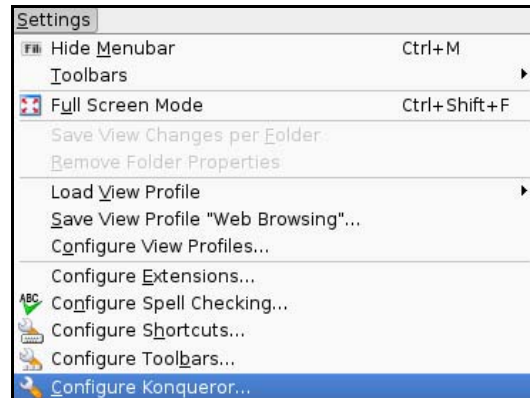 Settings
Hide Menubar Ctrl+M
Toolbars
Full Screen Mode Ctrl+Shift+F
Save View Changes per Folder
Remove Folder Properties
Load View Profile
Save View Profile "Web Browsing"...
Configure View Profiles...
Configure Extensions...
ABC Configure Spell Checking...
Configure Shortcuts...
Configure Toolbars...
Configure Konqueror...